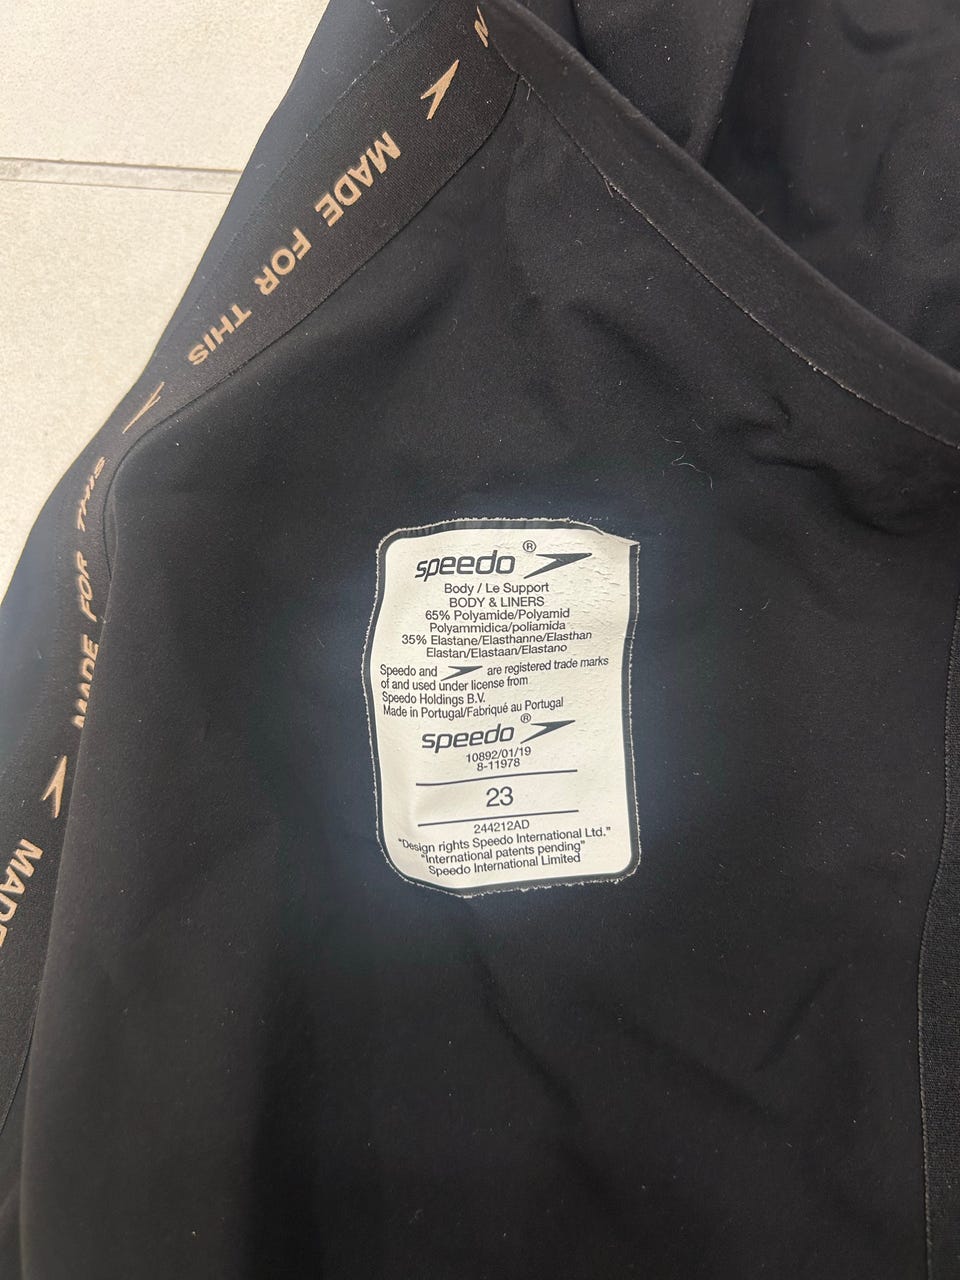 MADE FOR THIS
MADE FOR THIS
MADE
speedo®
Body / Le Support
BODY & LINERS
65% Polyamide/Polyamid
Polyammidica/poliamida
35% Elastane/Elasthanne/Elasthan
Elastan/Elastaan/Elastano
Speedo and are registered trade marks
of and used under license from
Speedo Holdings B.V.
Made in Portugal/Fabriqué au Portugal
speedo®
10892/01/19
8-11978
23
244212AD
"Design rights Speedo International Ltd."
"International patents pending"
Speedo International Limited